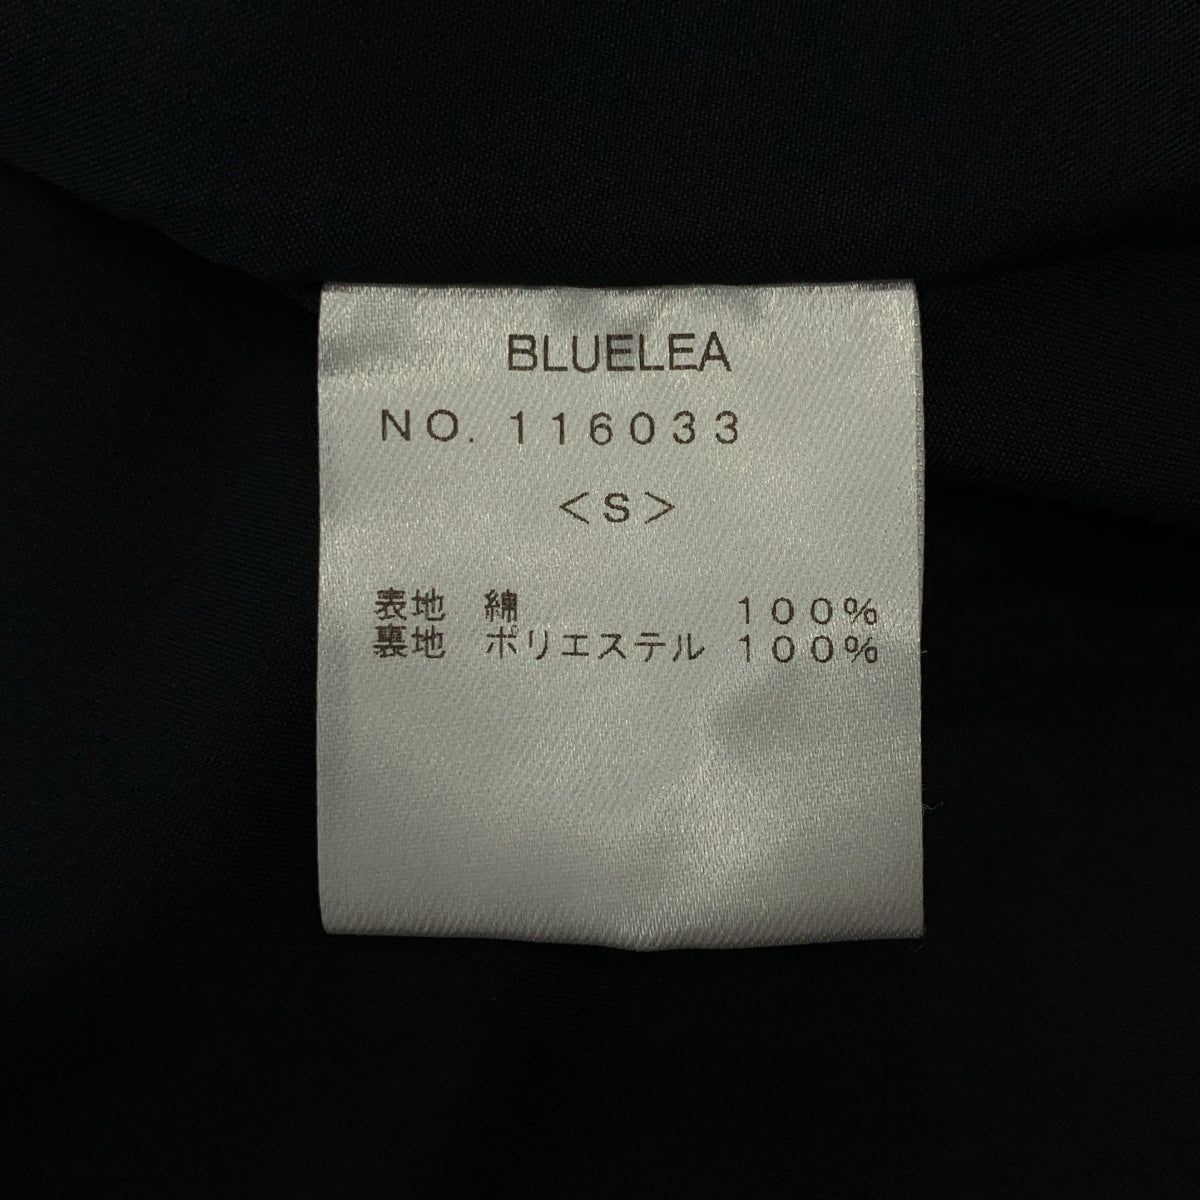 BLUELEA
NO. 116033
<S>
表地 綿 100%
裏地 ポリエステル 100%